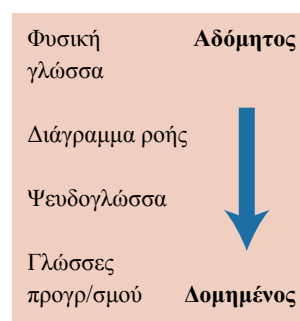 Φυσική Αδόμητος
γλώσσα
Διάγραμμα ροής
Ψευδογλώσσα
Γλώσσες
προγρ/σμού Δομημένος